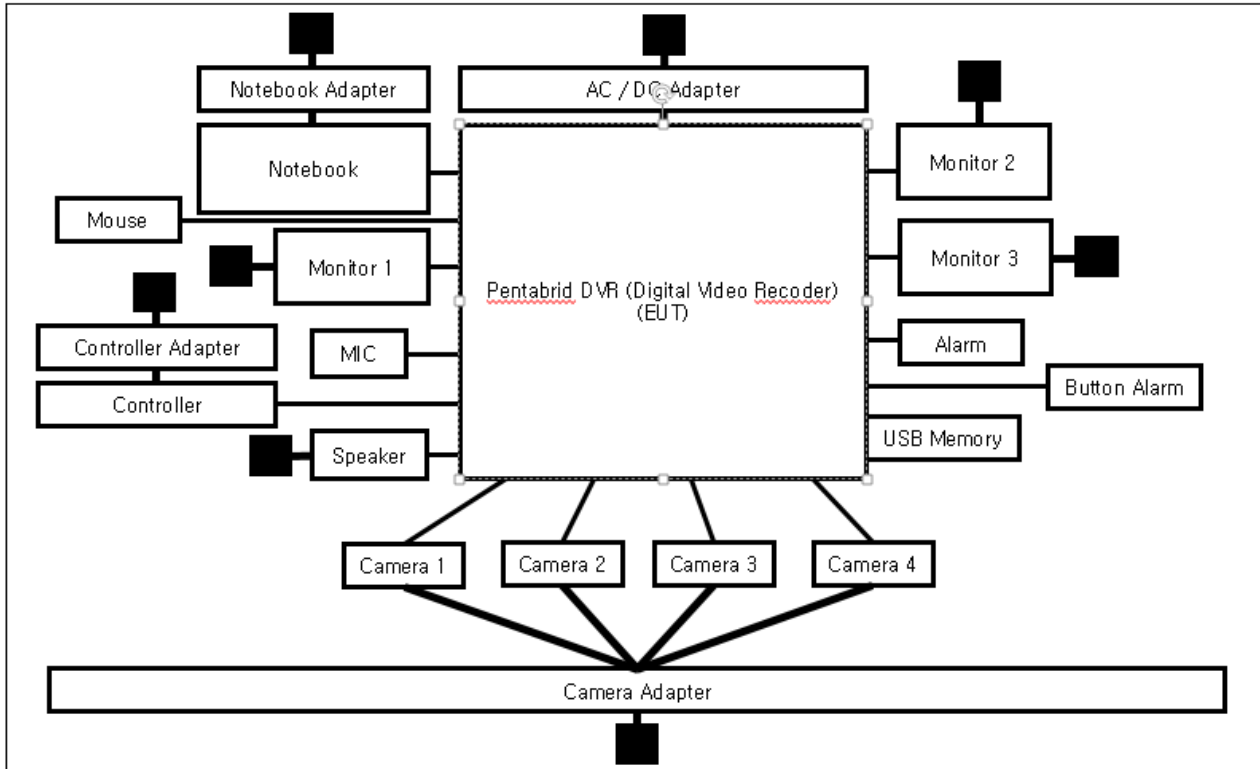 Notebook Adapter
AC / DC Adapter
Notebook
Monitor 2
Mouse
Monitor 1
Monitor 3
Pentabrid DVR (Digital Video Recoder)
(EUT)
Controller Adapter
MIC
Alarm
Controller
Button Alarm
Speaker
USB Memory
Camera 1
Camera 2
Camera 3
Camera 4
Camera Adapter